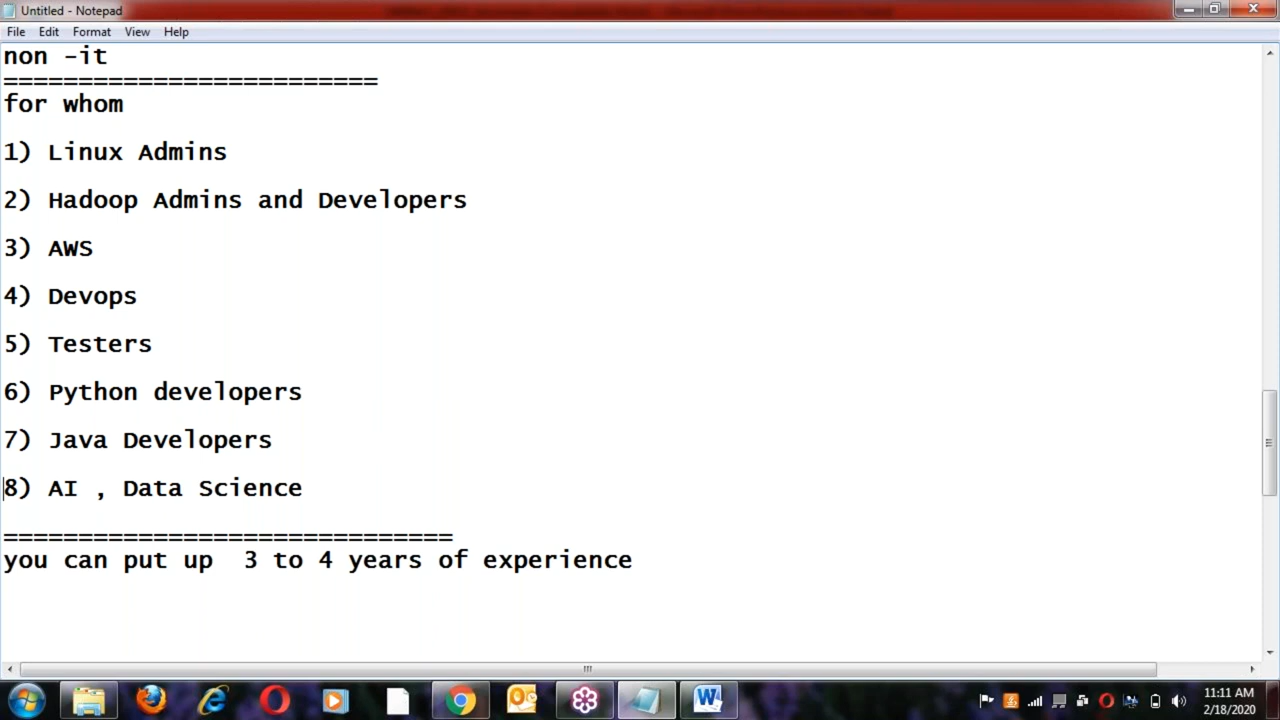 Untitled - Notepad
File Edit Format View Help
non -it
=========================
for whom
1) Linux Admins
2) Hadoop Admins and Developers
3) AWS
4) Devops
5) Testers
6) Python developers
7) Java Developers
8) AI , Data Science
==============================
you can put up  3 to 4 years of experience
11:11 AM
2/18/2020